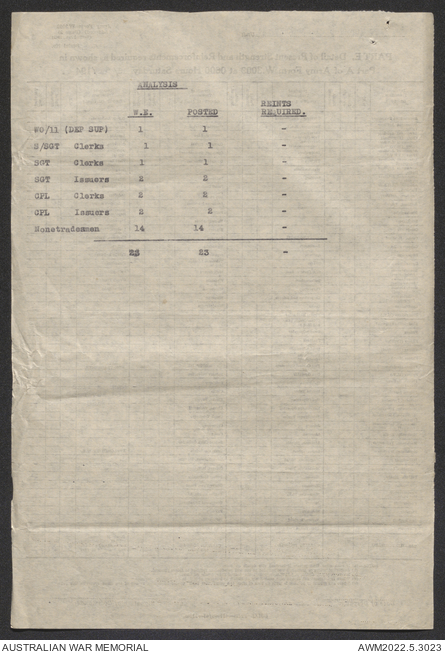 ANALYSIS
W.E. POSTED REINTS REQUIRED.
WO/11 (DEP SUP) 1 1 -
S/SGT Clerks 1 1 -
SGT Clerks 1 1 -
SGT Issuers 2 2 -
CPL Clerks 2 2 -
CPL Issuers 2 2 -
Nonetradesmen 14 14 -
23 23 -
AUSTRALIAN WAR MEMORIAL AWM2022.5.3023